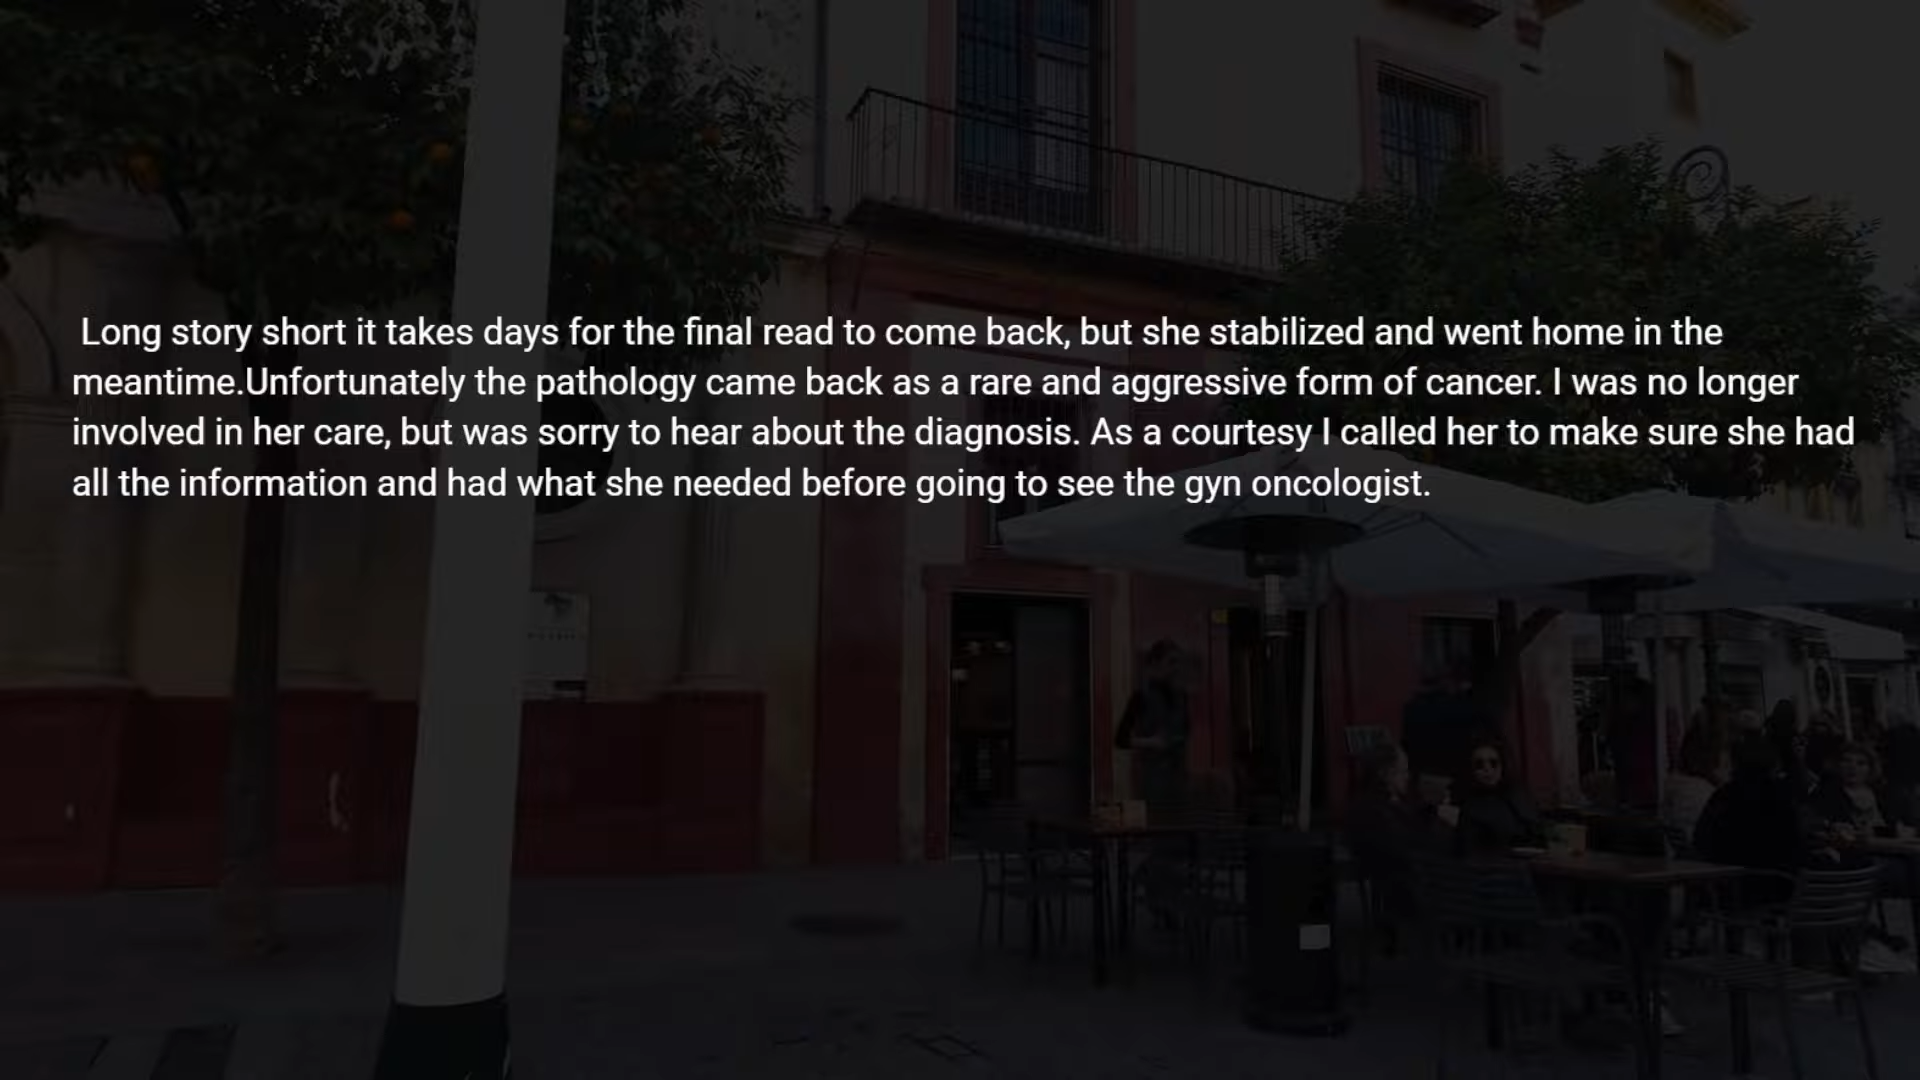 Long story short it takes days for the final read to come back, but she stabilized and went home in the
meantime.Unfortunately the pathology came back as a rare and aggressive form of cancer. I was no longer
involved in her care, but was sorry to hear about the diagnosis. As a courtesy I called her to make sure she had
all the information and had what she needed before going to see the gyn oncologist.